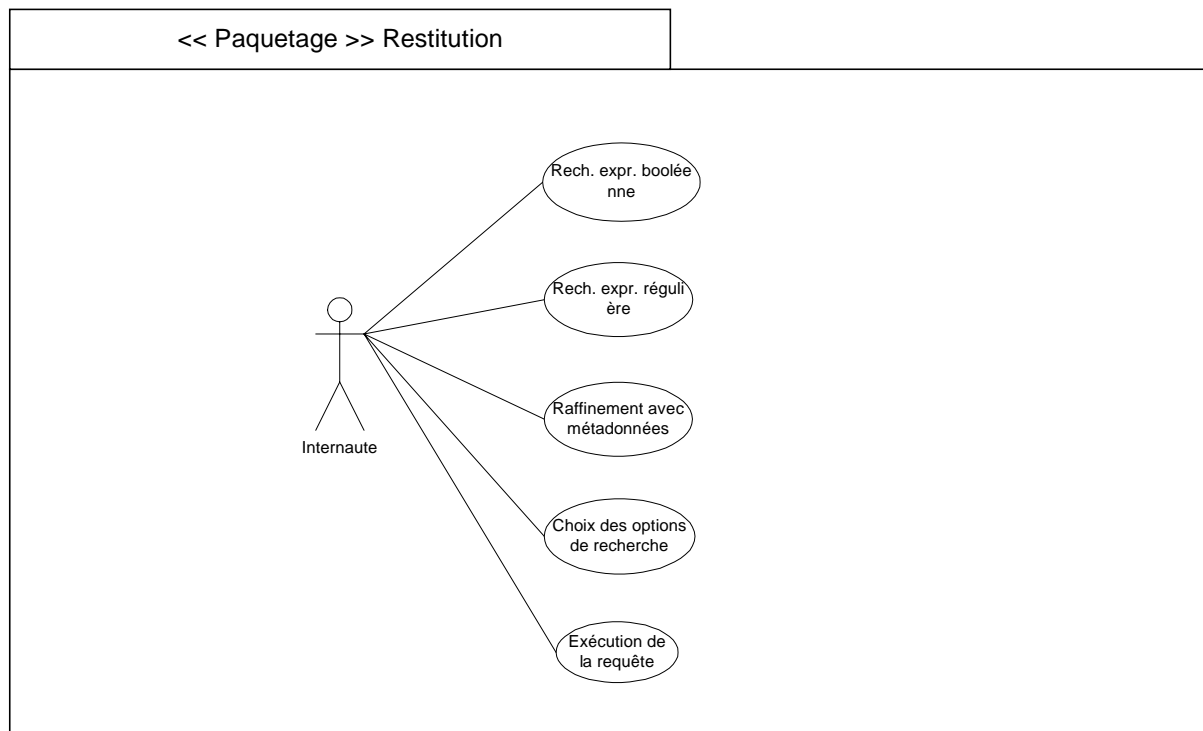 << Paquetage >> Restitution
Rech. expr. boolée
nne
Rech. expr. réguli
ère
Raffinement avec
métadonnées
Internaute
Choix des options
de recherche
Exécution de
la requête